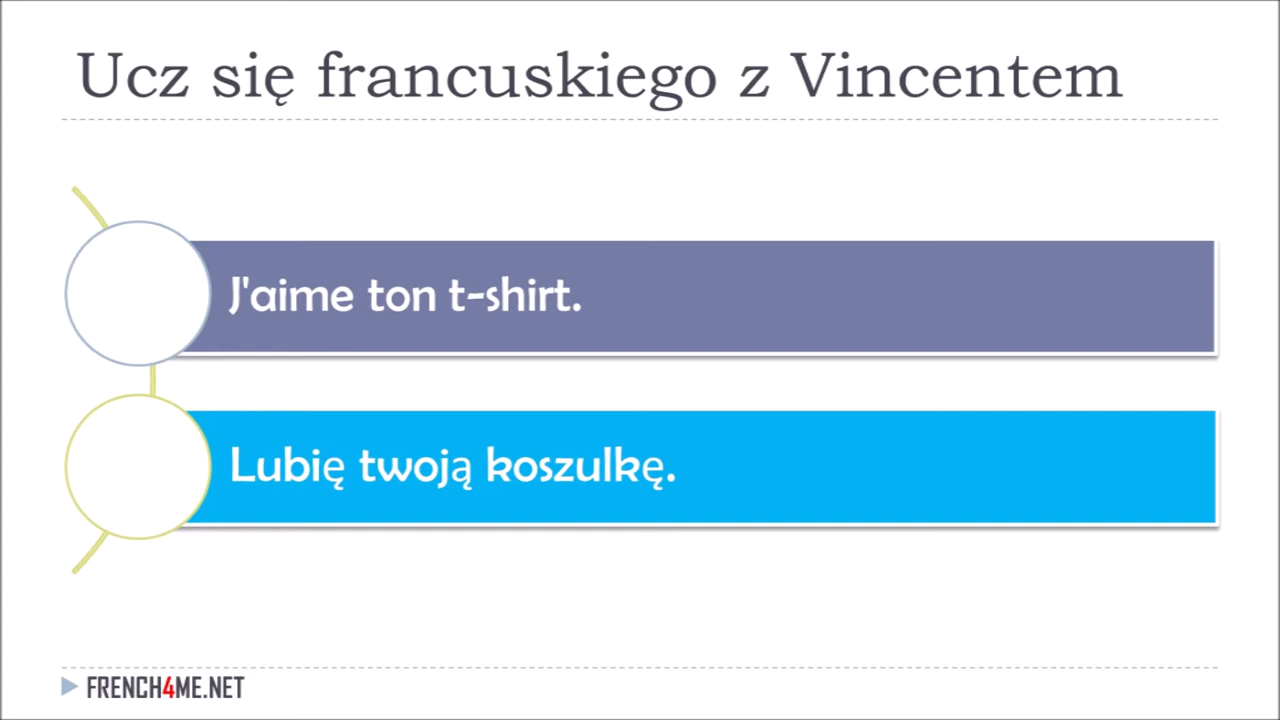 Ucz się francuskiego z Vincentem
J'aime ton t-shirt.
Lubię twoją koszulkę.
FRENCH4ME.NET